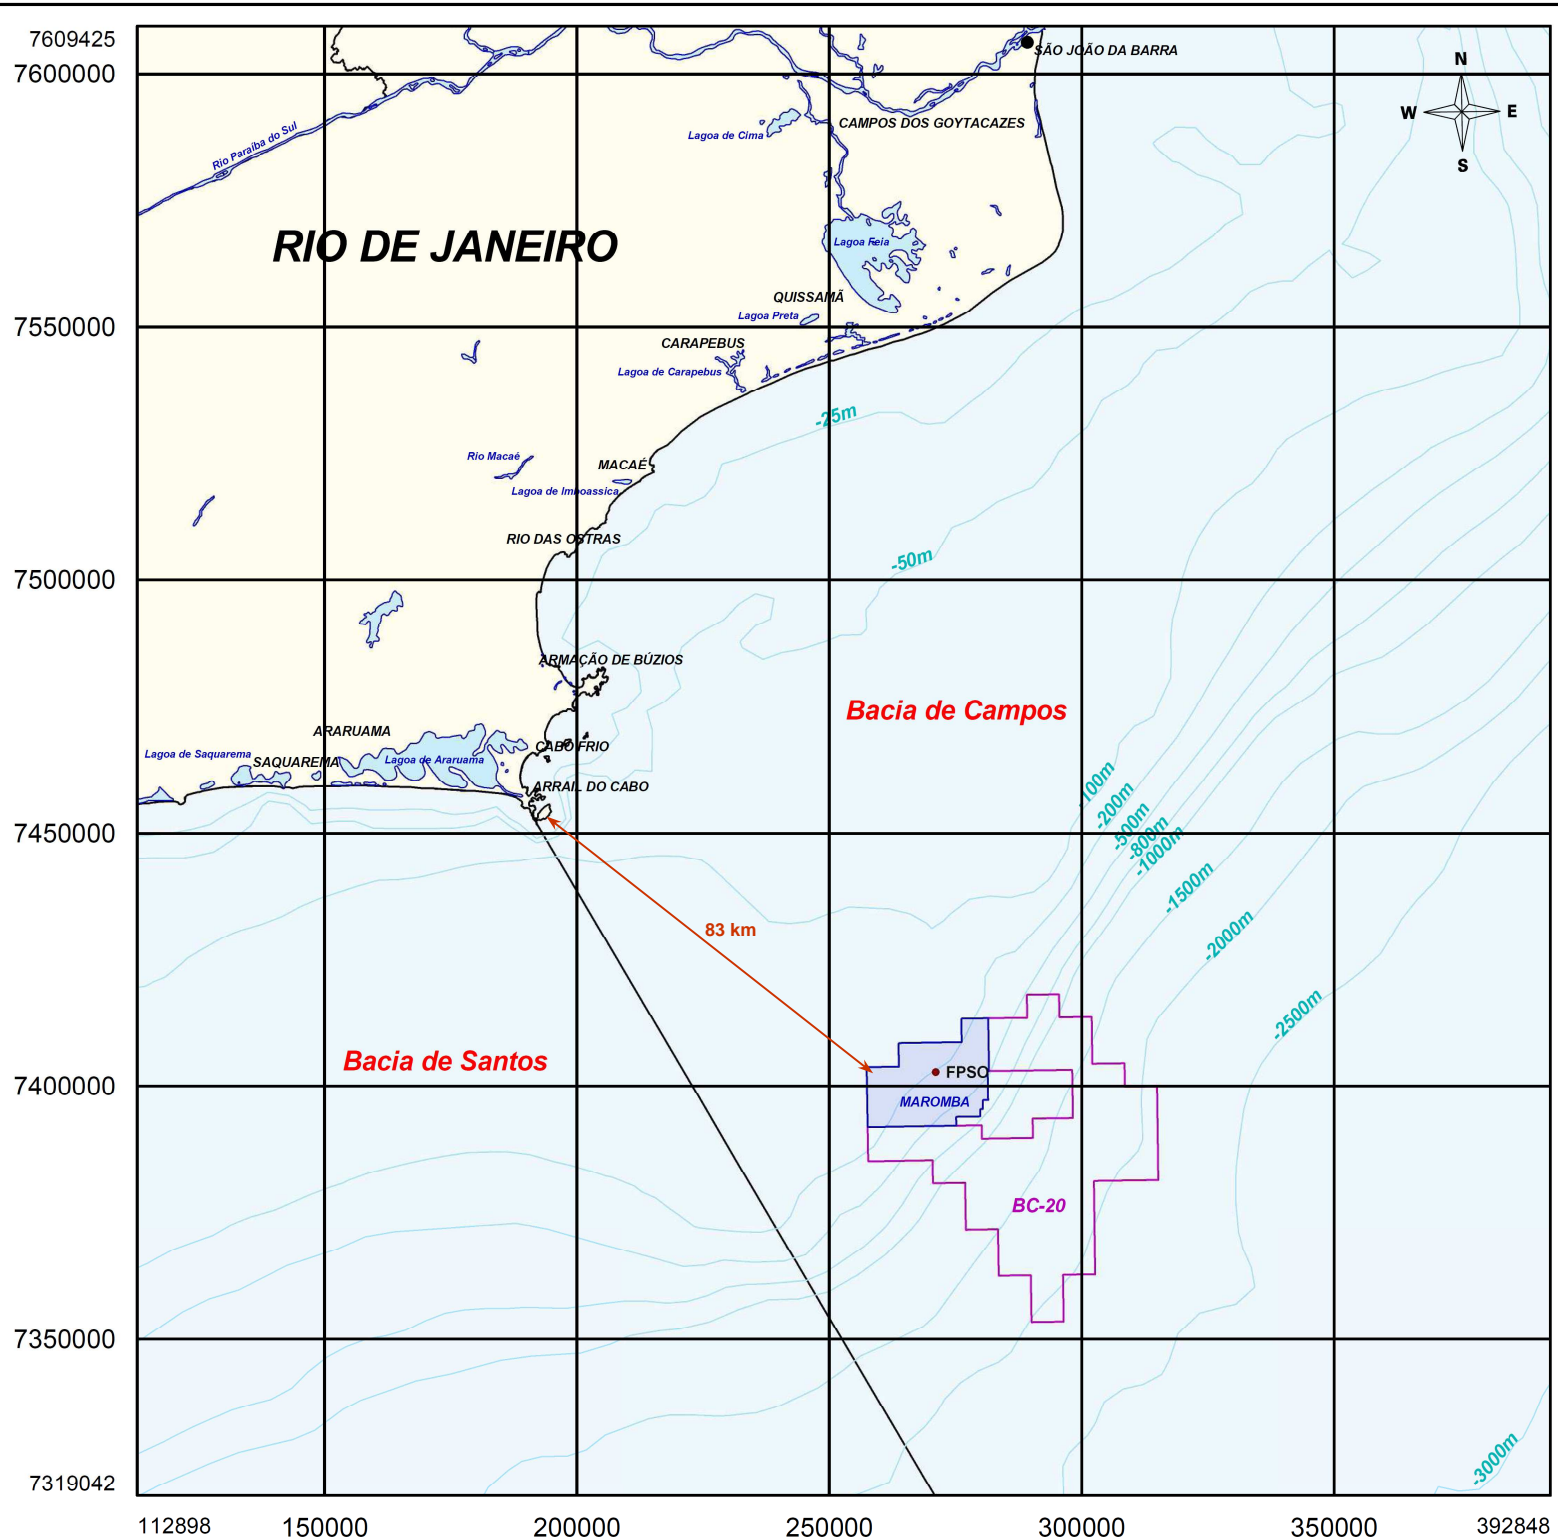 7609425
7600000
7550000
7500000
7450000
7400000
7350000
7319042
112898
150000
200000
250000
300000
350000
392848
N
W
E
S
SÃO JOÃO DA BARRA
CAMPOS DOS GOYTACAZES
Lagoa de Cima
Rio Paraíba do Sul
RIO DE JANEIRO
Lagoa Feia
QUISSAMÃ
Lagoa Preta
CARAPEBUS
Lagoa de Carapebus
-25m
Rio Macaé
MACAÉ
Lagoa de Imboassica
RIO DAS OSTRAS
-50m
ARMAÇÃO DE BÚZIOS
Bacia de Campos
ARARUAMA
CABO FRIO
Lagoa de Saquarema
SAQUAREMA
Lagoa de Araruama
ARRAIL DO CABO
-100m
-200m
-500m
-800m
-1000m
-1500m
-2000m
-2500m
-3000m
83 km
Bacia de Santos
FPSO
MAROMBA
BC-20